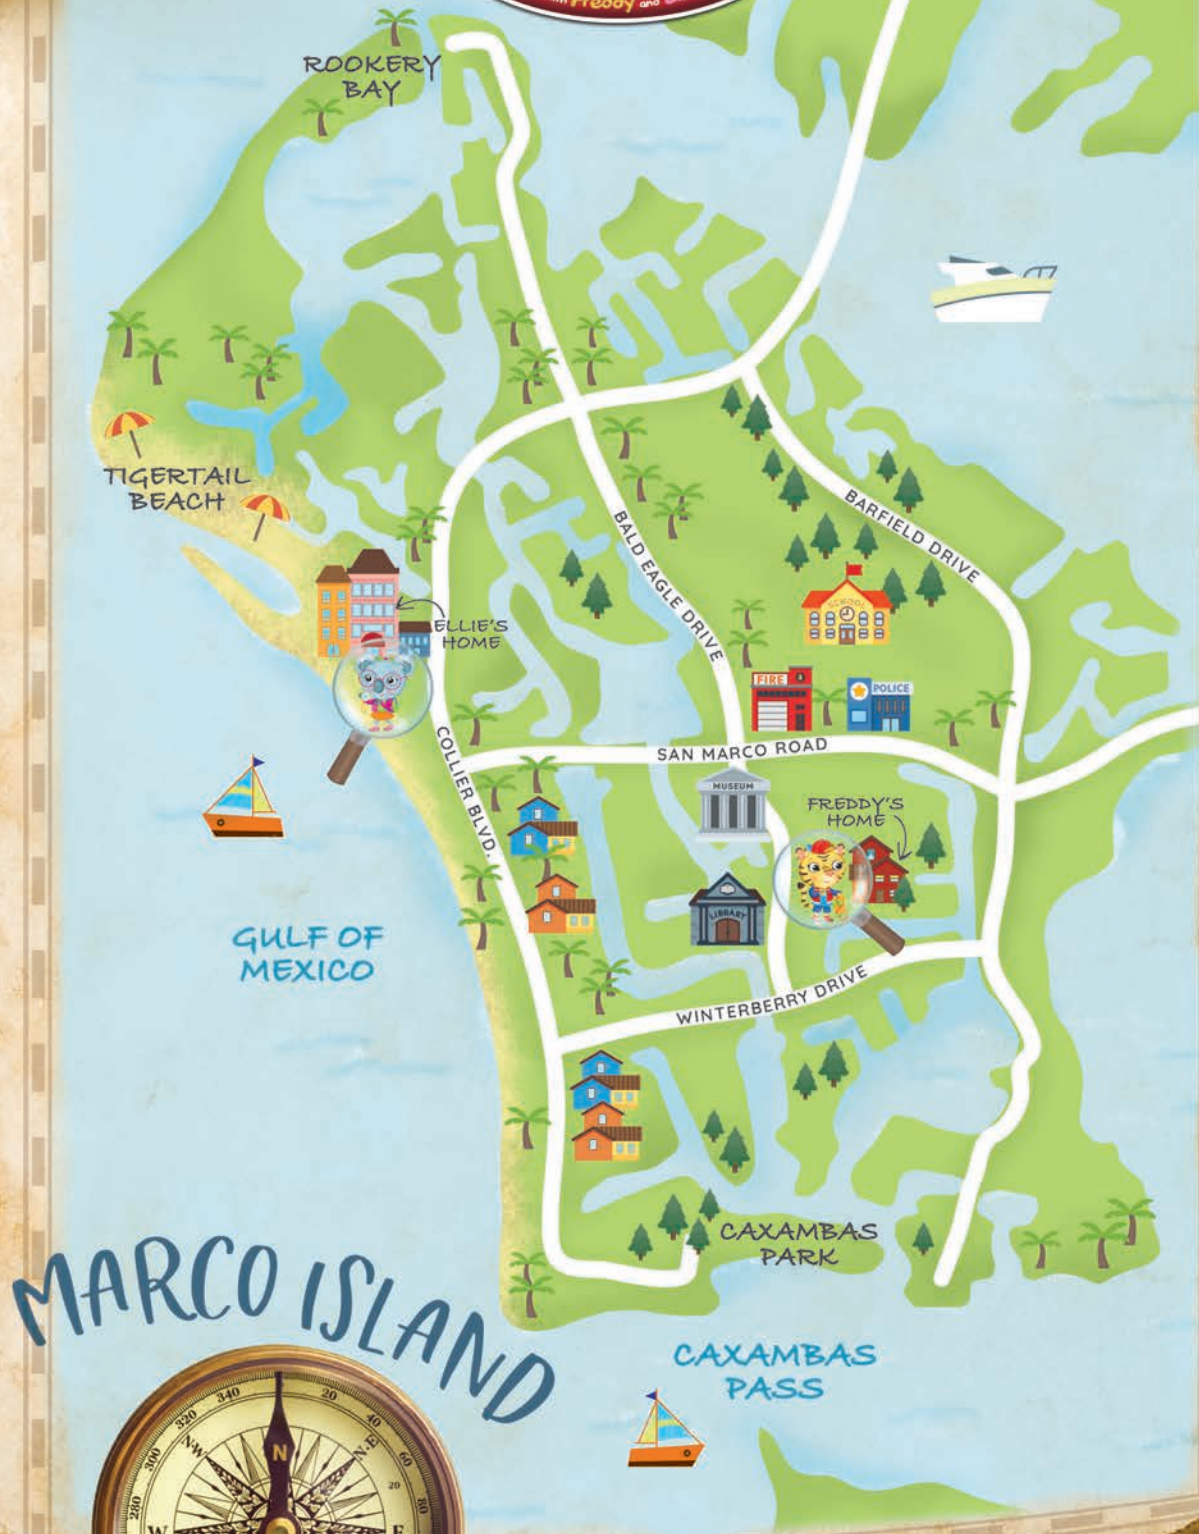 Freddy and
ROOKERY
BAY
TIGERTAIL
BEACH
BARFIELD DRIVE
BALD EAGLE DRIVE
SCHOOL
ELLIE'S
HOME
FIRE
POLICE
COLLIER BLVD.
SAN MARCO ROAD
MUSEUM
FREDDY'S
HOME
LIBRARY
GULF OF
MEXICO
WINTERBERRY DRIVE
CAXAMBAS
PARK
MARCO ISLAND
CAXAMBAS
PASS
340
20
320
40
N-W
N
N-E
300
60
20
280
80
W
E